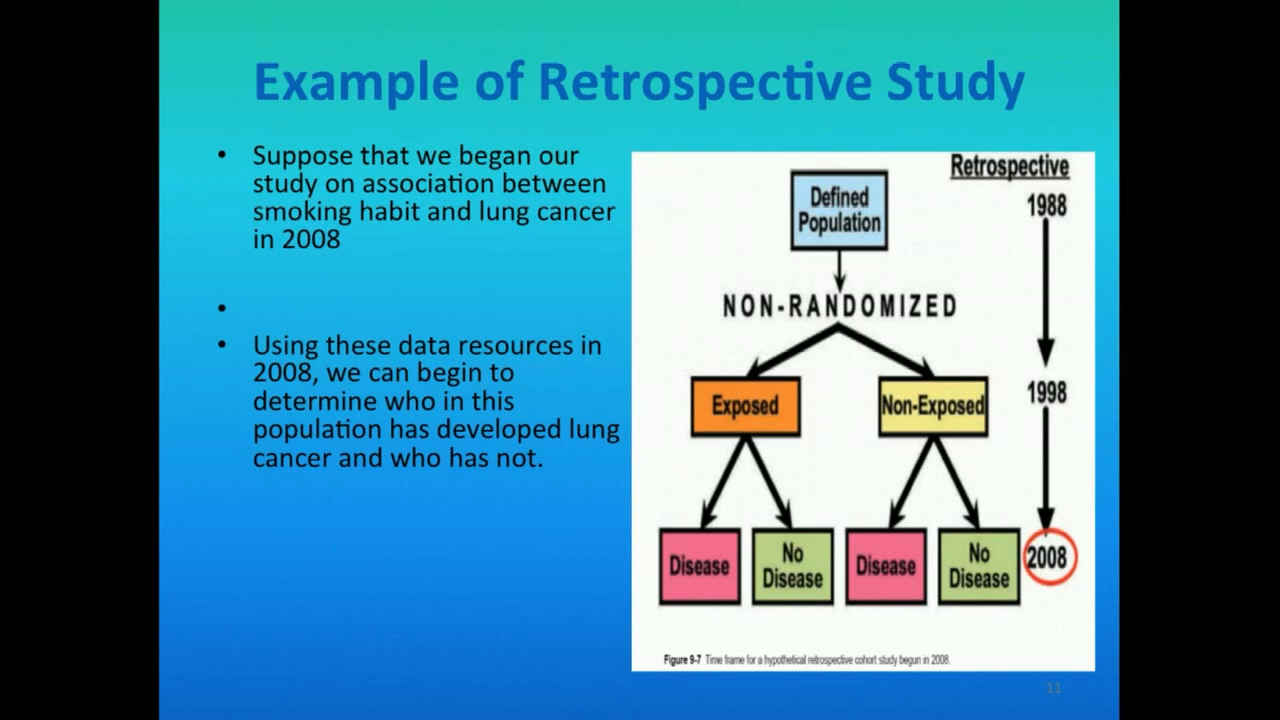 Example of Retrospective Study
• Suppose that we began our
study on association between
smoking habit and lung cancer
in 2008
•
• Using these data resources in
2008, we can begin to
determine who in this
population has developed lung
cancer and who has not.
Retrospective
Defined
Population
1988
NON-RANDOMIZED
Exposed
Non-Exposed
1998
Disease
No
Disease
Disease
No
Disease
2008
Figure 9-7 Time frame for a hypothetical retrospective cohort study begun in 2008.
11